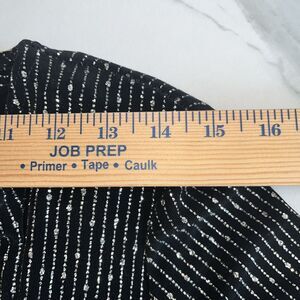 11 12 13 14 15 16
JOB PREP
• Primer • Tape • Caulk